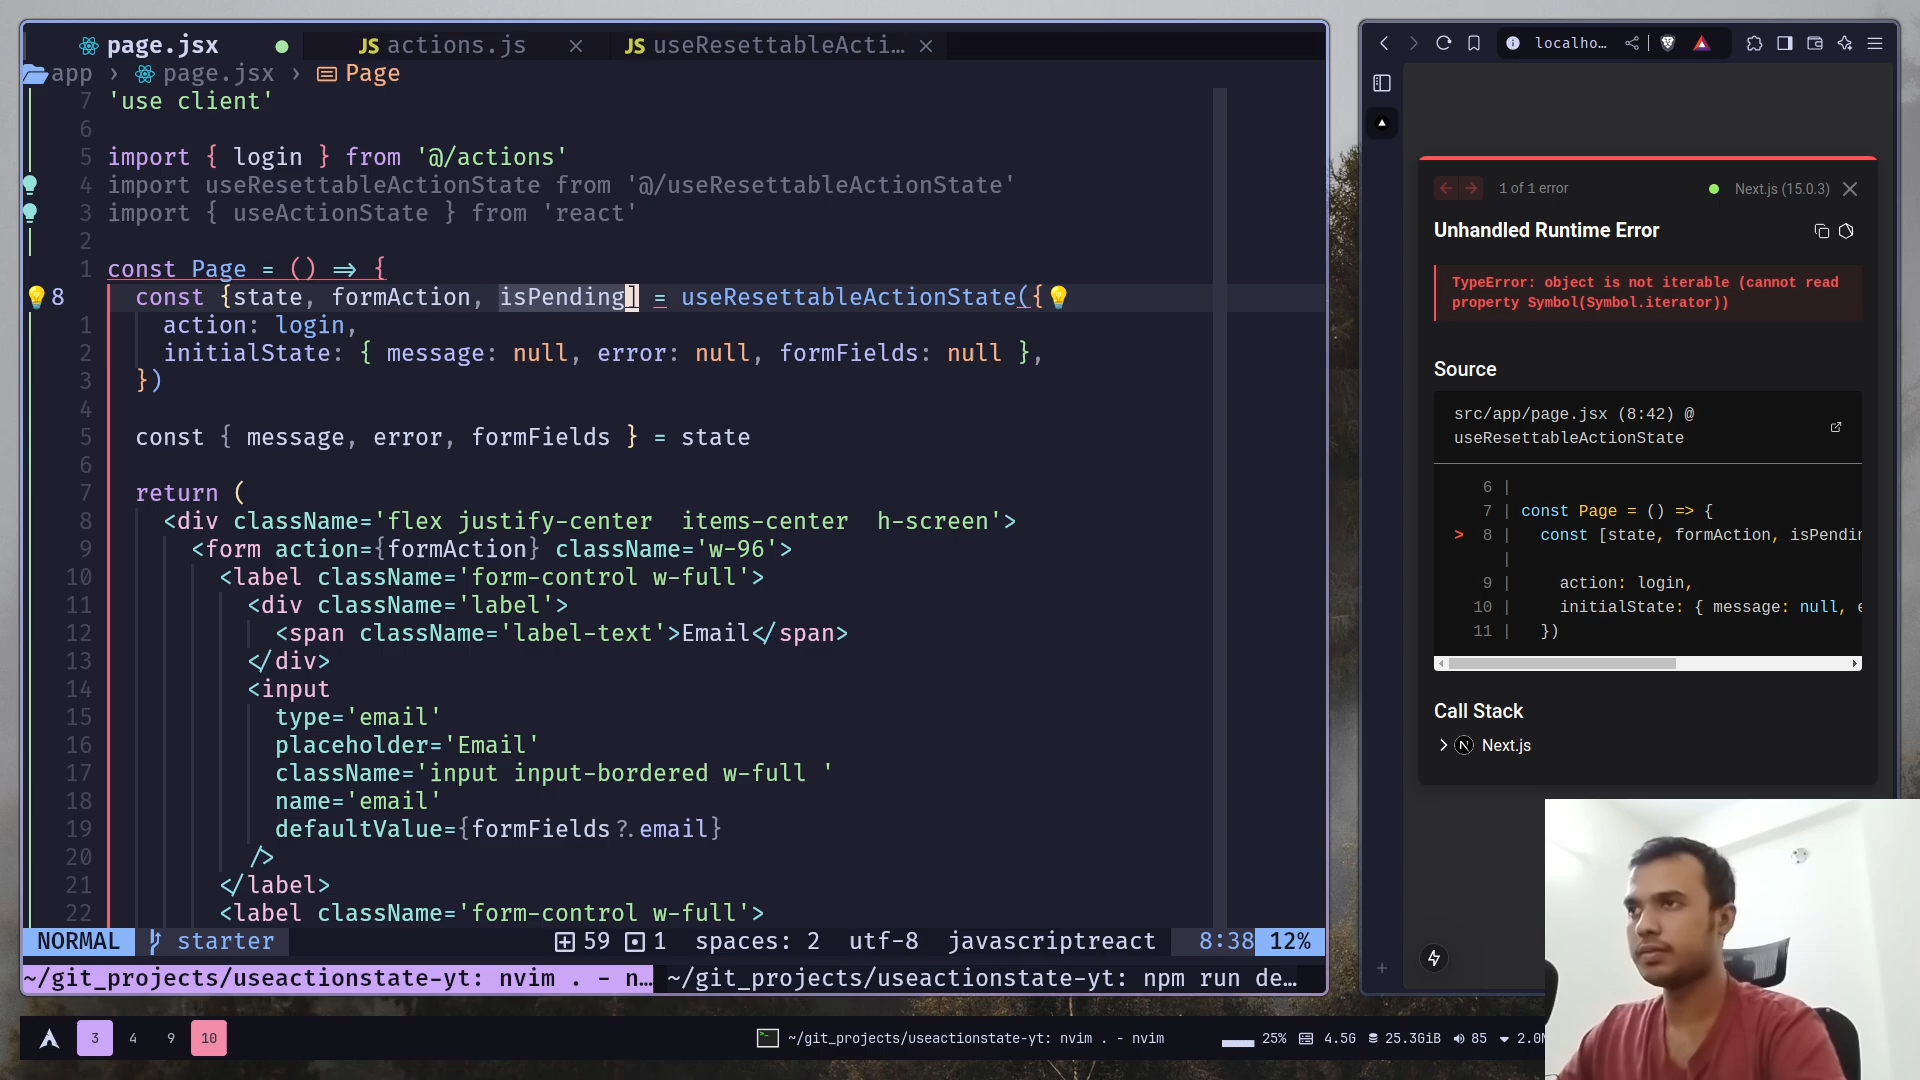 page.jsx
JS actions.js
JS useResettableActi…
app › page.jsx › Page
7 'use client'
6
5 import { login } from '@/actions'
4 import useResettableActionState from '@/useResettableActionState'
3 import { useActionState } from 'react'
2
1 const Page = () => {
8 const {state, formAction, isPending] = useResettableActionState({
1 action: login,
2 initialState: { message: null, error: null, formFields: null },
3 })
4
5 const { message, error, formFields } = state
6
7 return (
8 <div className='flex justify-center  items-center  h-screen'>
9 <form action={formAction} className='w-96'>
10 <label className='form-control w-full'>
11 <div className='label'>
12 <span className='label-text'>Email</span>
13 </div>
14 <input
15 type='email'
16 placeholder='Email'
17 className='input input-bordered w-full '
18 name='email'
19 defaultValue={formFields?.email}
20 />
21 </label>
22 <label className='form-control w-full'>
NORMAL starter 59 1 spaces: 2 utf-8 javascriptreact 8:38 12%
~/git_projects/useactionstate-yt: nvim . - n… ~/git_projects/useactionstate-yt: npm run de…
localho…
1 of 1 error
Next.js (15.0.3)
Unhandled Runtime Error
TypeError: object is not iterable (cannot read
property Symbol(Symbol.iterator))
Source
src/app/page.jsx (8:42) @
useResettableActionState
6 |
7 | const Page = () => {
> 8 | const [state, formAction, isPendin
|
9 | action: login,
10 | initialState: { message: null, e
11 | })
Call Stack
N Next.js
3 4 9 10
~/git_projects/useactionstate-yt: nvim . - nvim
25% 4.5G 25.3GiB 85 2.0M